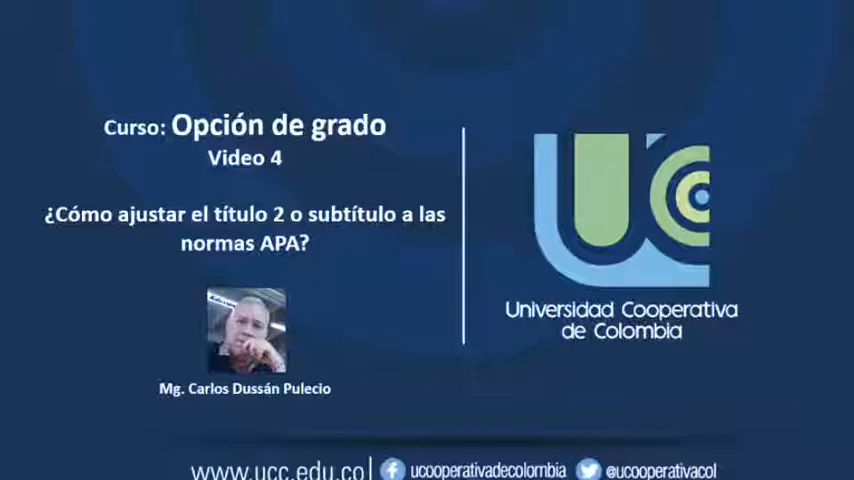 Curso: Opción de grado
Video 4
¿Cómo ajustar el título 2 o subtítulo a las
normas APA?
Mg. Carlos Dussán Pulecio
UCC
Universidad Cooperativa
de Colombia
www.ucc.edu.co
ucooperativadecolombia
@ucooperativacol